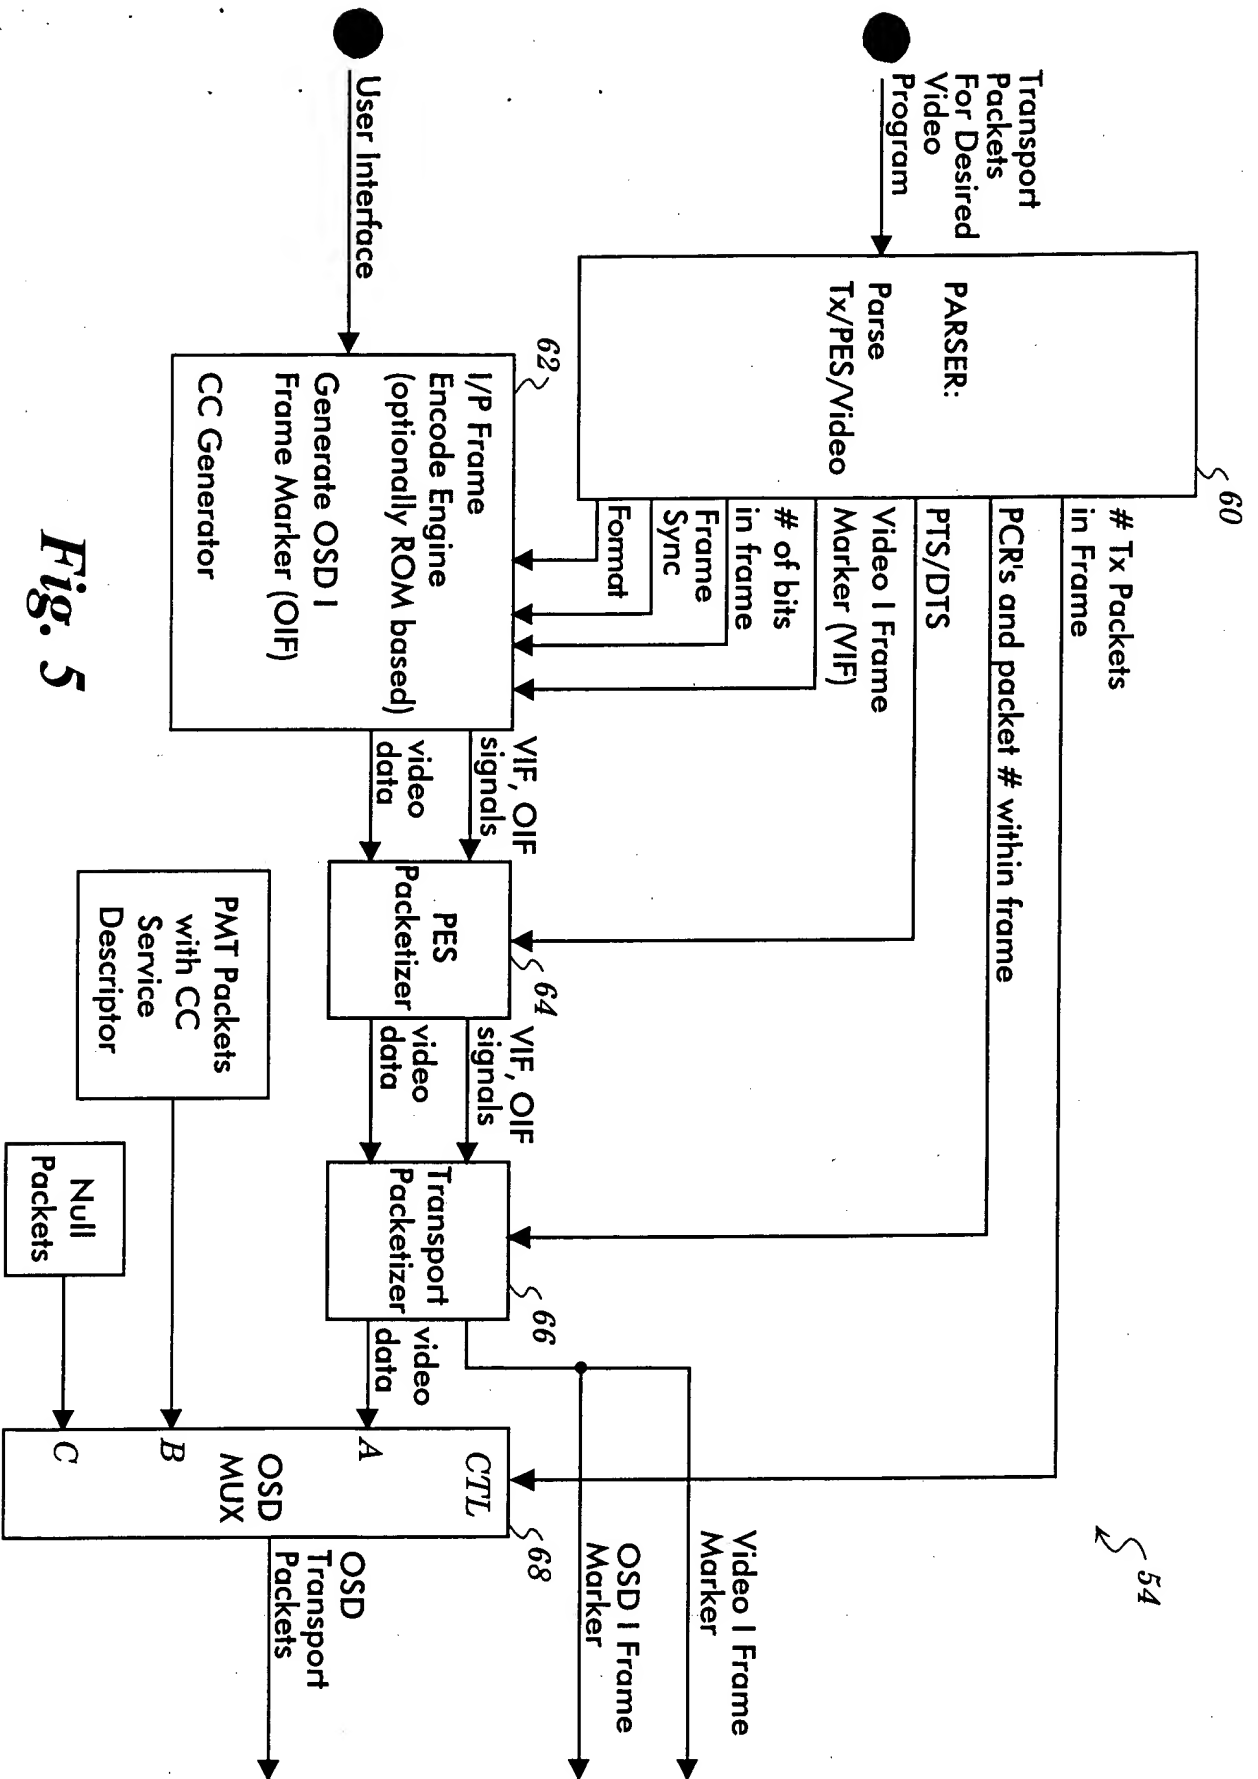 54
Transport
Packets
For Desired
Video
Program
60
PARSER:
Parse
Tx/PES/Video
# Tx Packets
in Frame
PCR's and packet # within frame
PTS/DTS
Video I Frame
Marker (VIF)
# of bits
in frame
Frame
Sync
Format
User Interface
62
I/P Frame
Encode Engine
(optionally ROM based)
Generate OSD I
Frame Marker (OIF)
CC Generator
VIF, OIF
signals
video
data
64
PES
Packetizer
VIF, OIF
signals
video
data
66
Transport
Packetizer
video
data
Video I Frame
Marker
OSD I Frame
Marker
68
CTL
A
B
C
OSD
MUX
OSD
Transport
Packets
PMT Packets
with CC
Service
Descriptor
Null
Packets
Fig. 5